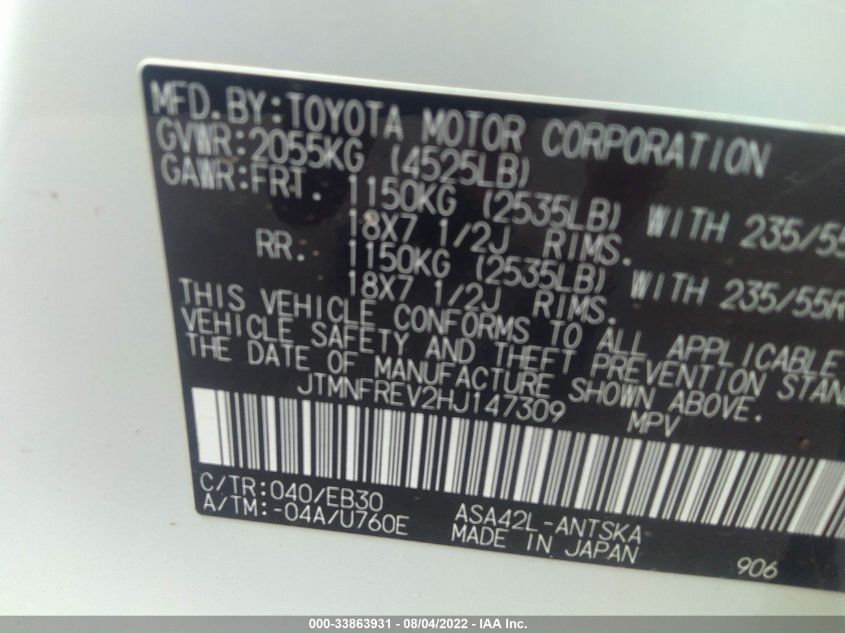 MFD.BY:TOYOTA MOTOR CORPORATION
GVWR:2055KG (4525LB)
GAWR:FRT. 1150KG (2535LB) WITH 235/55
18X7 1/2J RIMS.
RR. 1150KG (2535LB) WITH 235/55R
18X7 1/2J RIMS.
THIS VEHICLE CONFORMS TO ALL APPLICABLE
VEHICLE SAFETY AND THEFT PREVENTION STAN
THE DATE OF MANUFACTURE SHOWN ABOVE.
JTMNFREV2HJ147309 MPV
C/TR:040/EB30 ASA42L-ANTSKA
A/TM:-04A/U760E MADE IN JAPAN 906
000-33863931 - 08/04/2022 - IAA Inc.